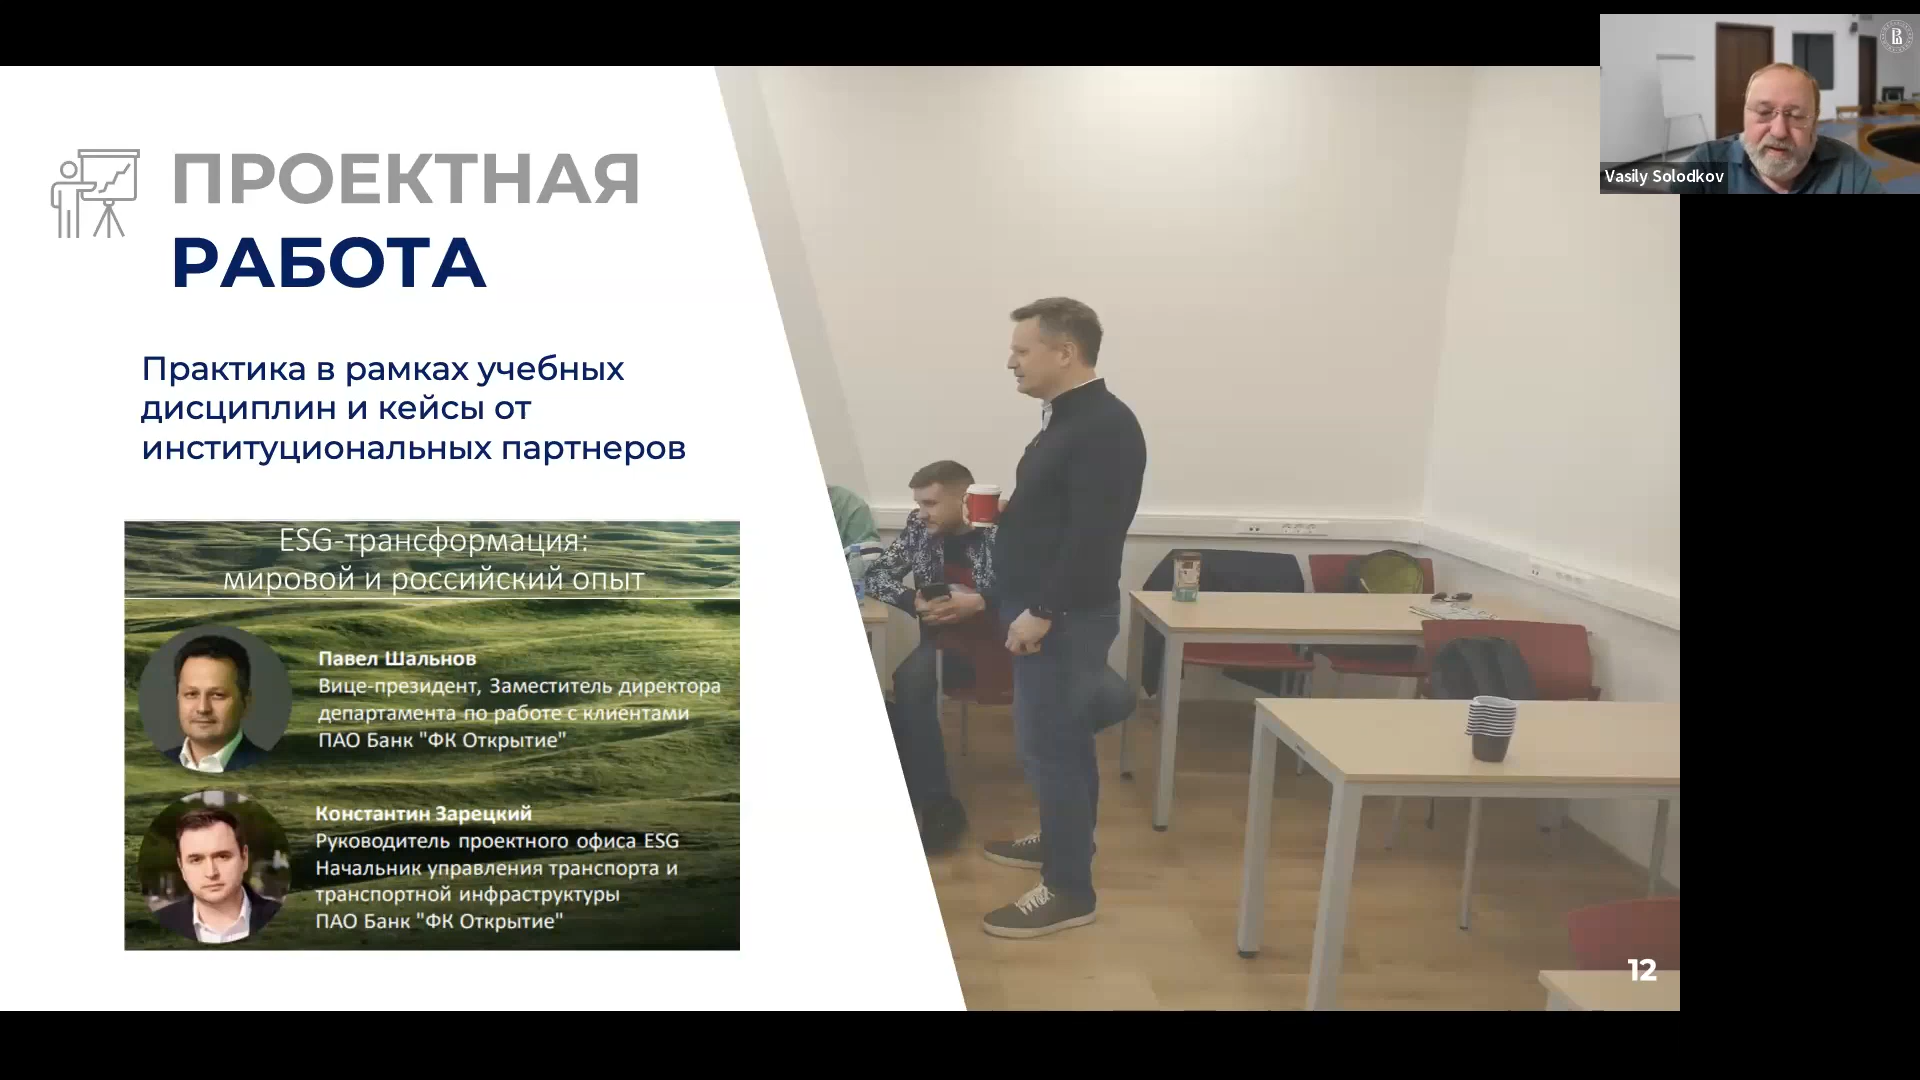 ПРОЕКТНАЯ
РАБОТА
Практика в рамках учебных
дисциплин и кейсы от
институциональных партнеров
ESG-трансформация:
мировой и российский опыт
Павел Шальнов
Вице-президент, Заместитель директора
департамента по работе с клиентами
ПАО Банк "ФК Открытие"
Константин Зарецкий
Руководитель проектного офиса ESG
Начальник управления транспорта и
транспортной инфраструктуры
ПАО Банк "ФК Открытие"
12
Vasily Solodkov